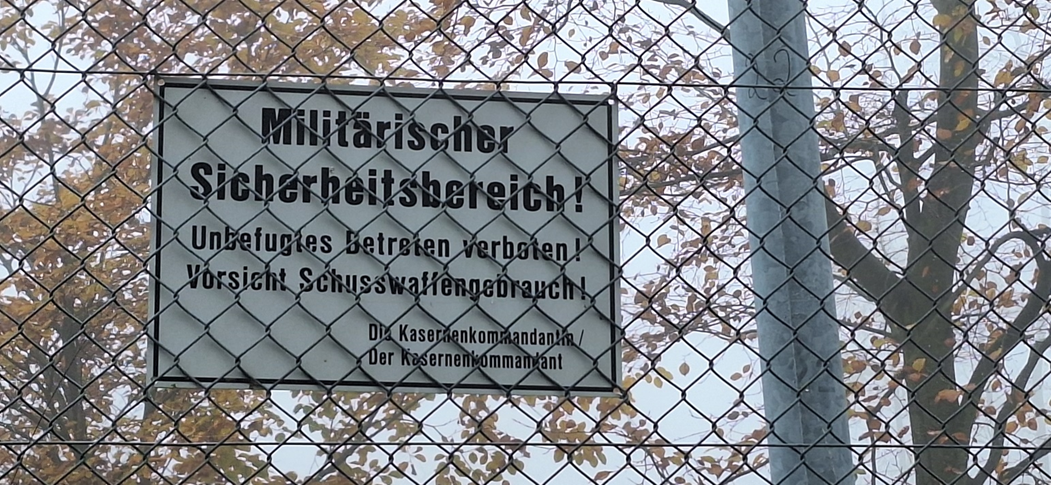 Militärischer
Sicherheitsbereich!
Unbefugtes Betreten verboten!
Vorsicht Schusswaffengebrauch!
Die Kasernenkommandantin/
Der Kasernenkommandant